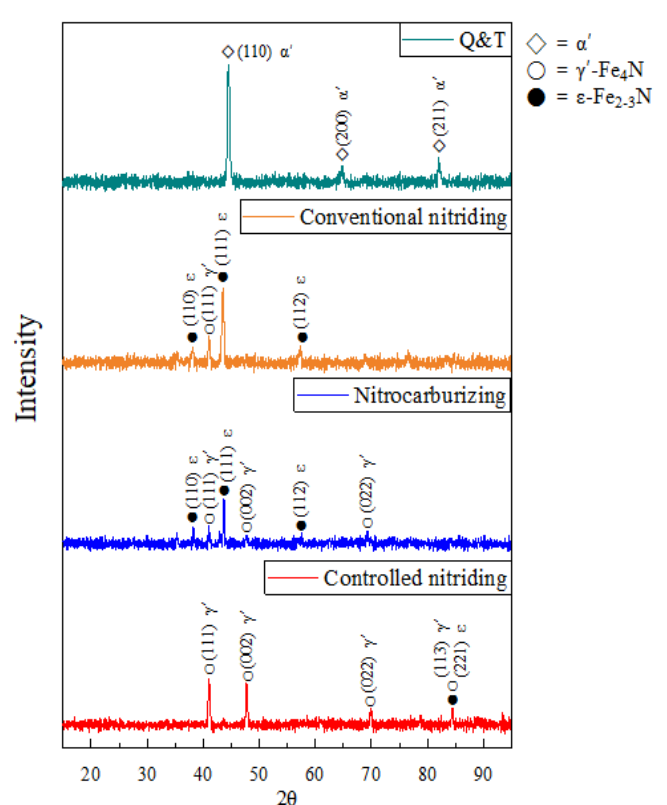 Q&T
◇ = α′
○ = γ′-Fe₄N
● = ε-Fe₂₋₃N
◇(110) α′
(200) α′
(211) α′
Conventional nitriding
(110) ε
(111) γ′
(111) ε
(112) ε
Nitrocarburizing
(110) ε
(111) γ′
(111) ε
(002) γ′
(112) ε
(022) γ′
Controlled nitriding
(111) γ′
(002) γ′
(022) γ′
(113) γ′
(221) ε
Intensity
20 30 40 50 60 70 80 90
2θ